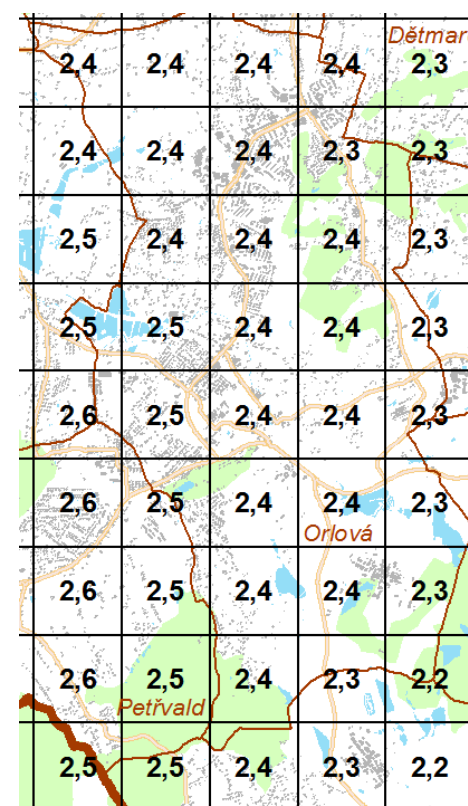 Dětmar
2,4 2,4 2,4 2,4 2,3
2,4 2,4 2,4 2,3 2,3
2,5 2,4 2,4 2,4 2,3
2,5 2,5 2,4 2,4 2,3
2,6 2,5 2,4 2,4 2,3
2,6 2,5 2,4 2,4 2,3
Orlová
2,6 2,5 2,4 2,4 2,3
2,6 2,5 2,4 2,3 2,2
Petřvald
2,5 2,5 2,4 2,3 2,2